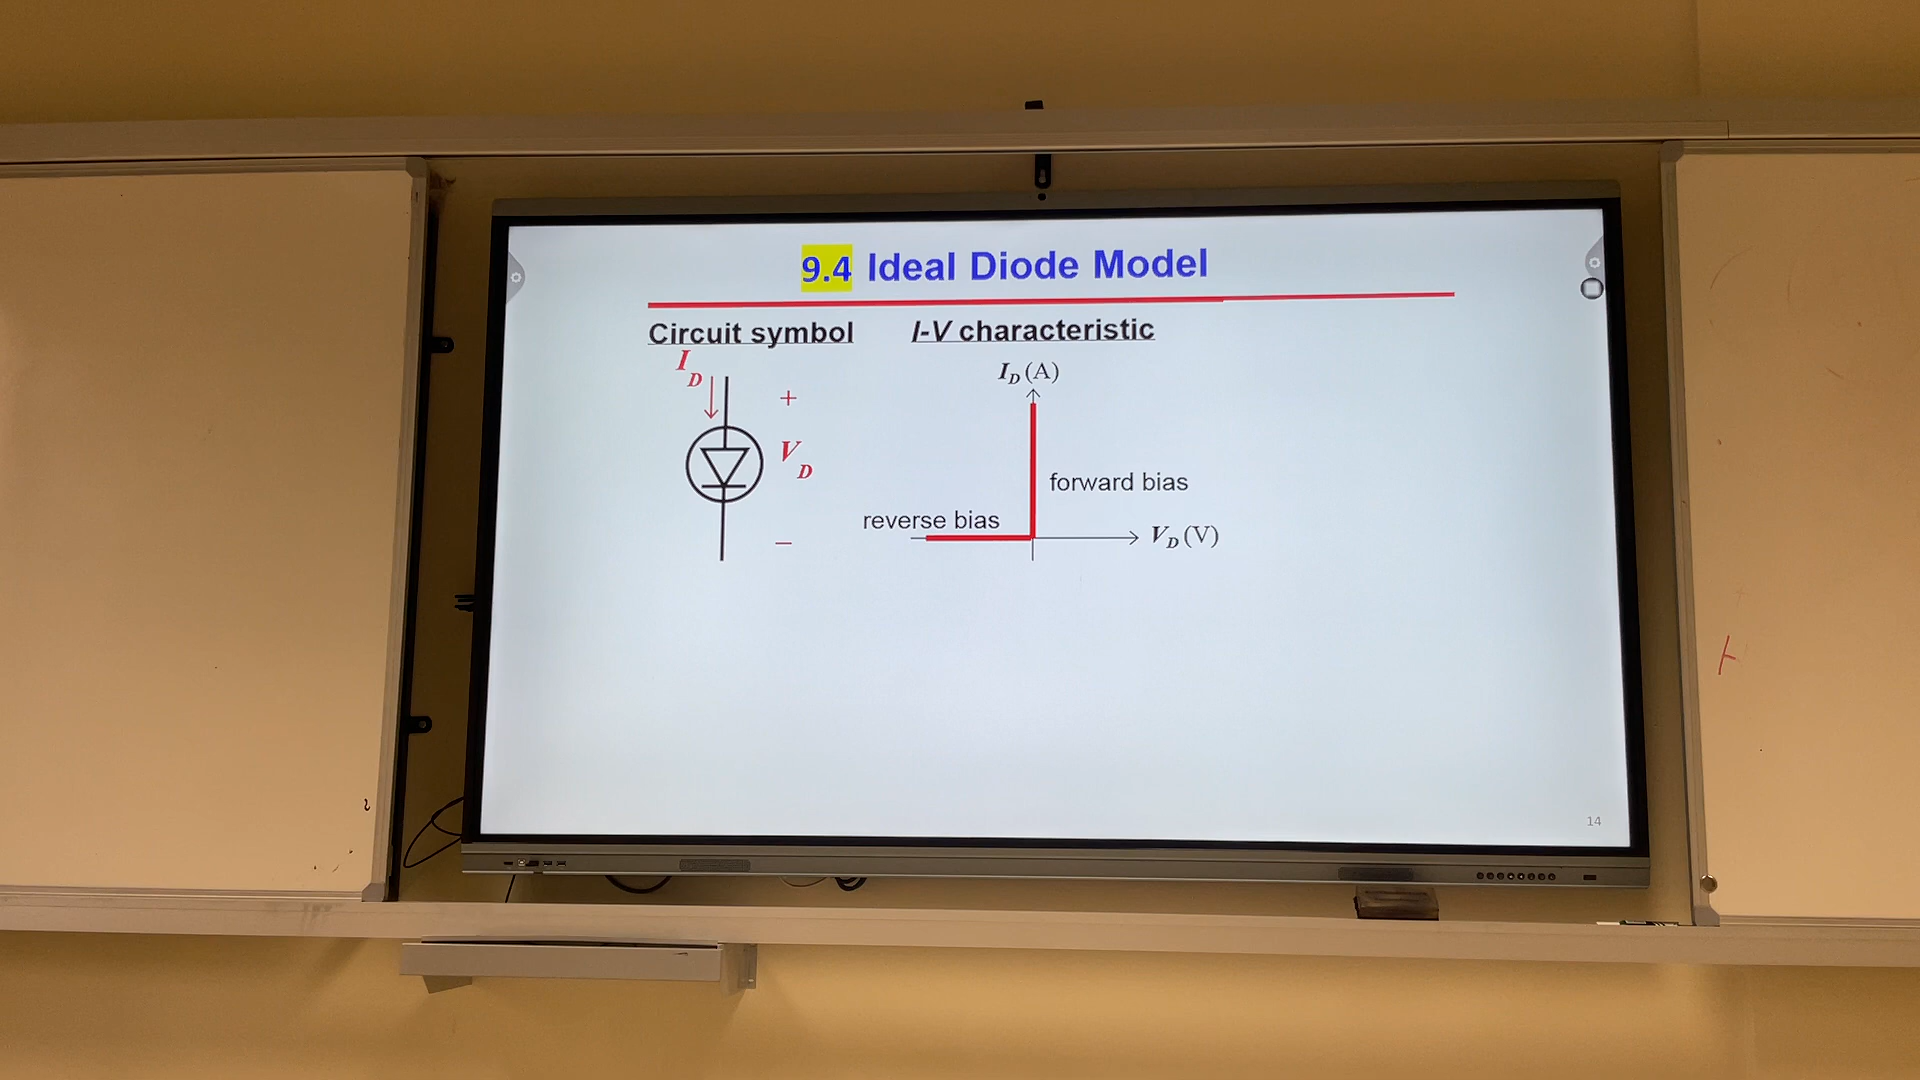 9.4 Ideal Diode Model
Circuit symbol
I-V characteristic
I_D
+
V_D
−
I_D (A)
forward bias
reverse bias
V_D (V)
14